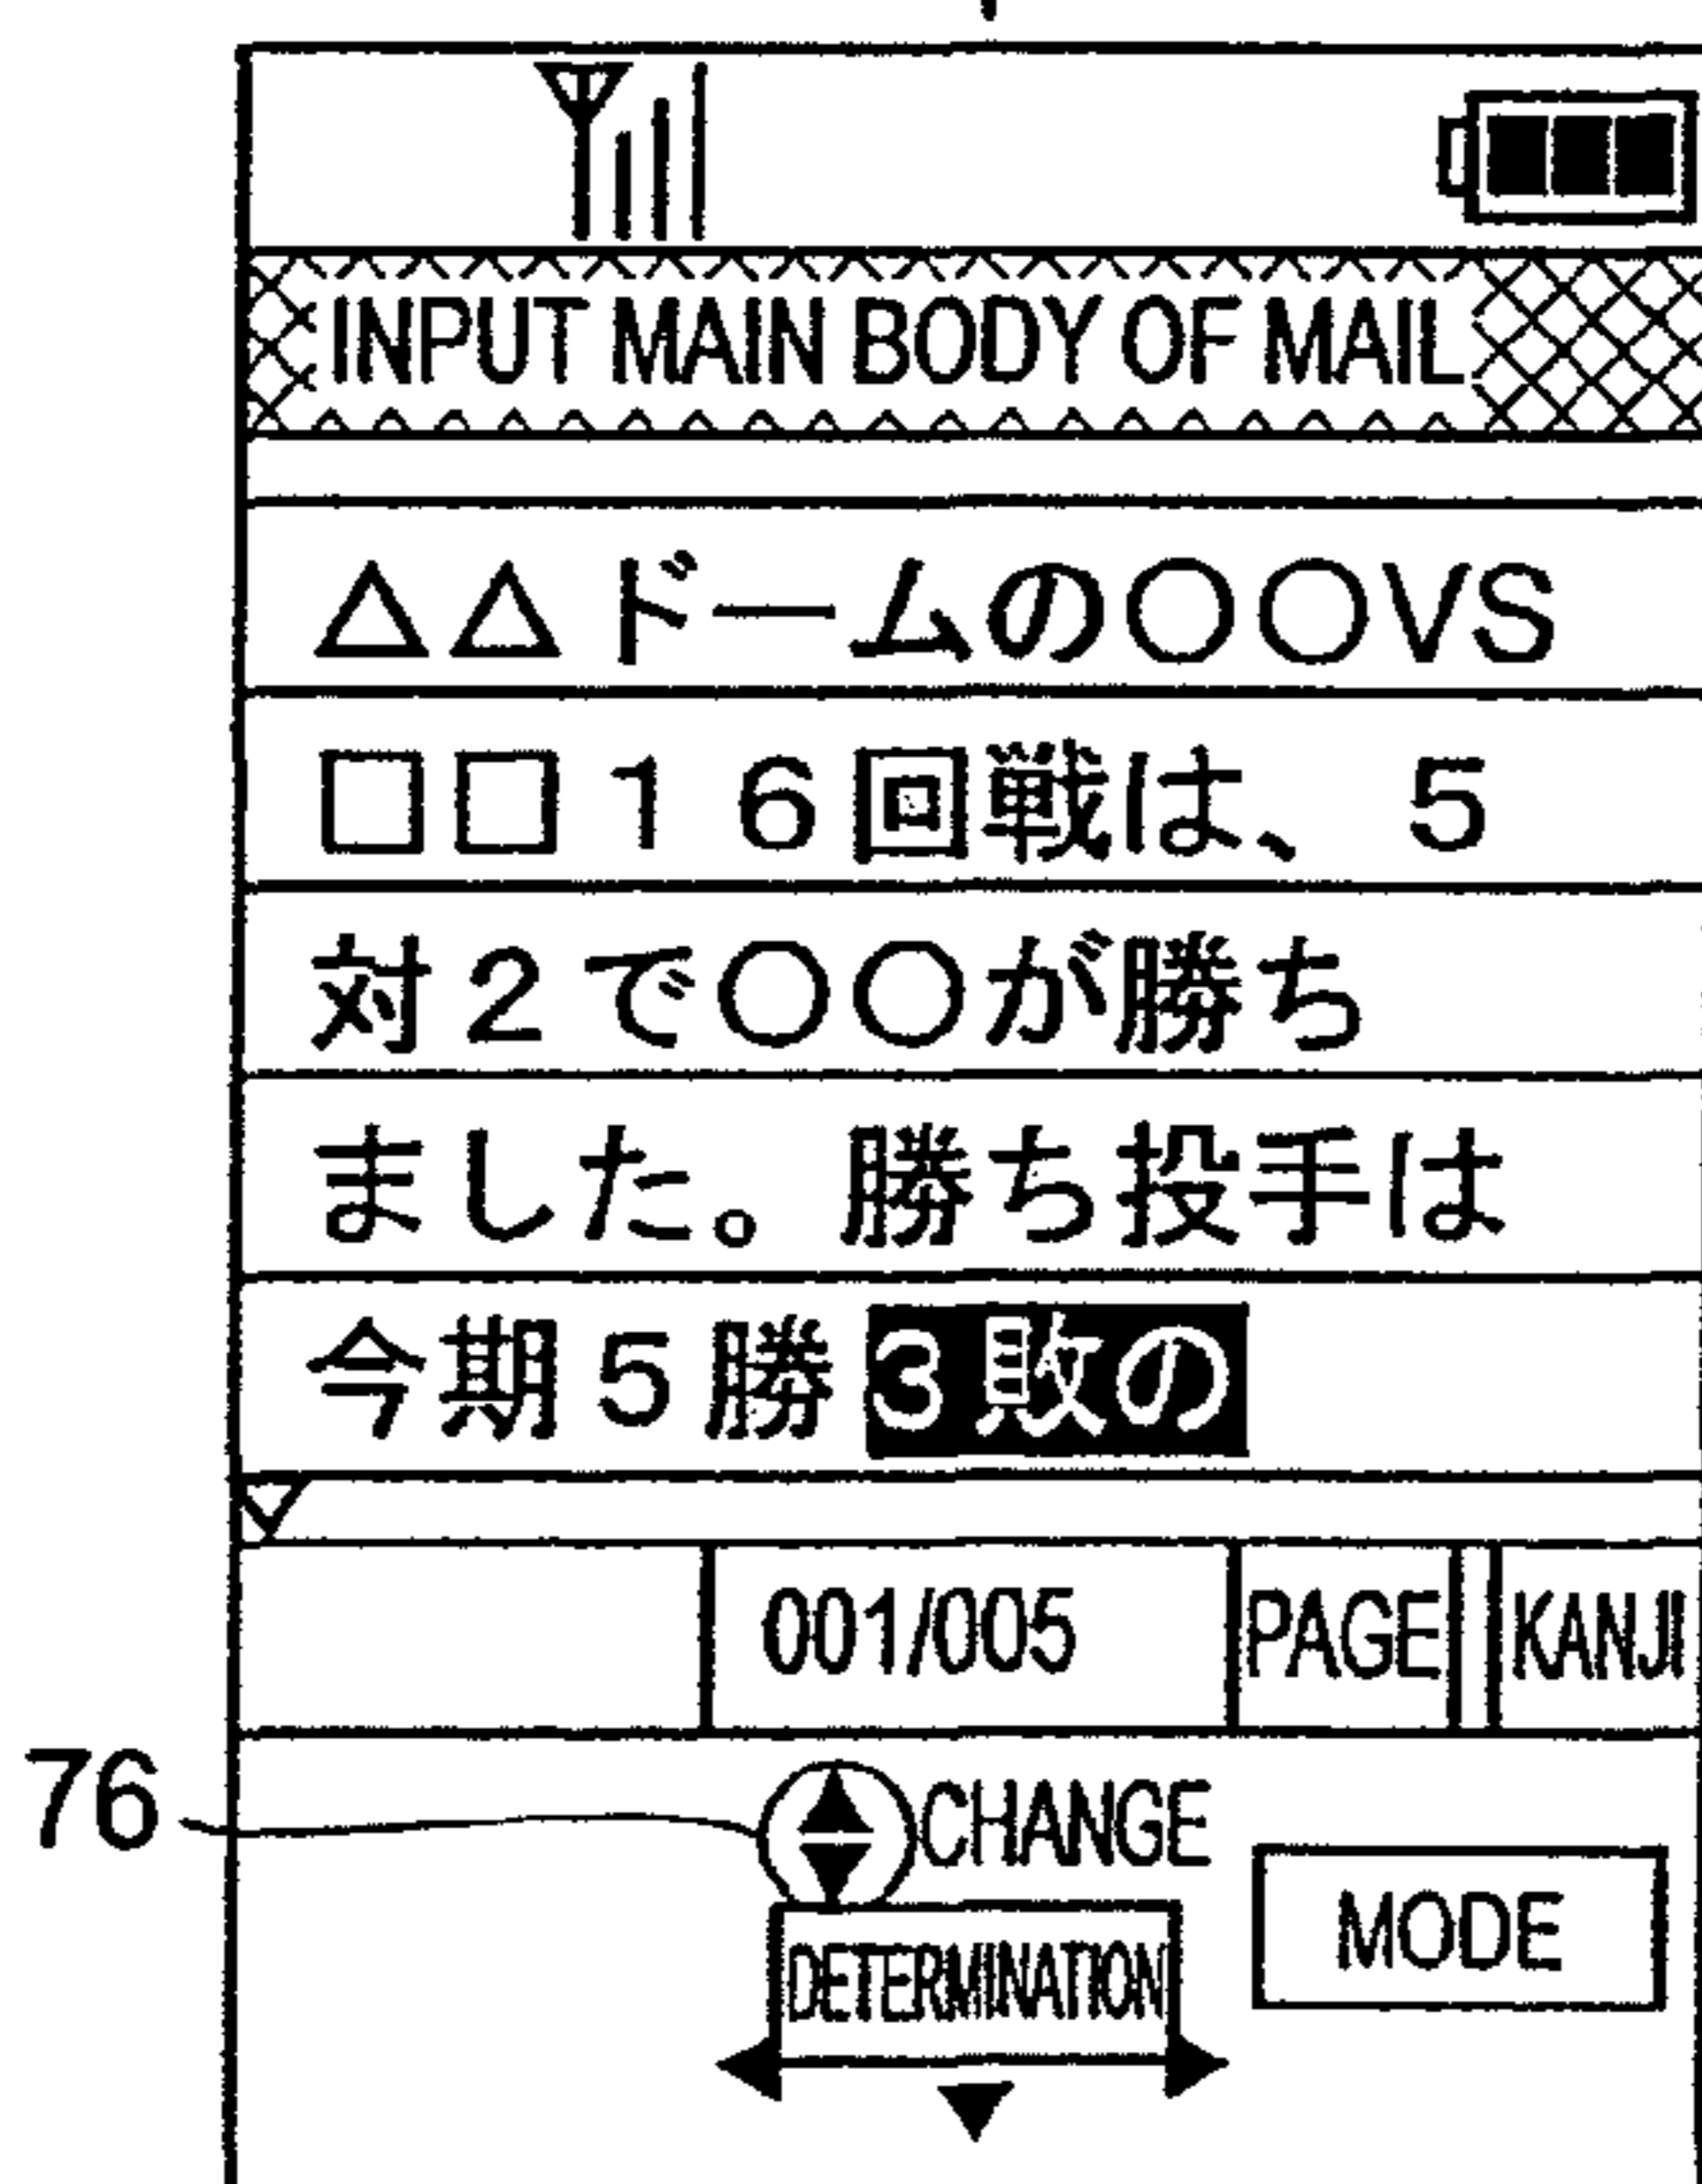 INPUT MAIN BODY OF MAIL
△△ドームの○○VS
□□16回戦は、5
対2で○○が勝ち
ました。勝ち投手は
今期5勝3敗の
001/005 PAGE KANJI
76 CHANGE
MODE
DETERMINATION